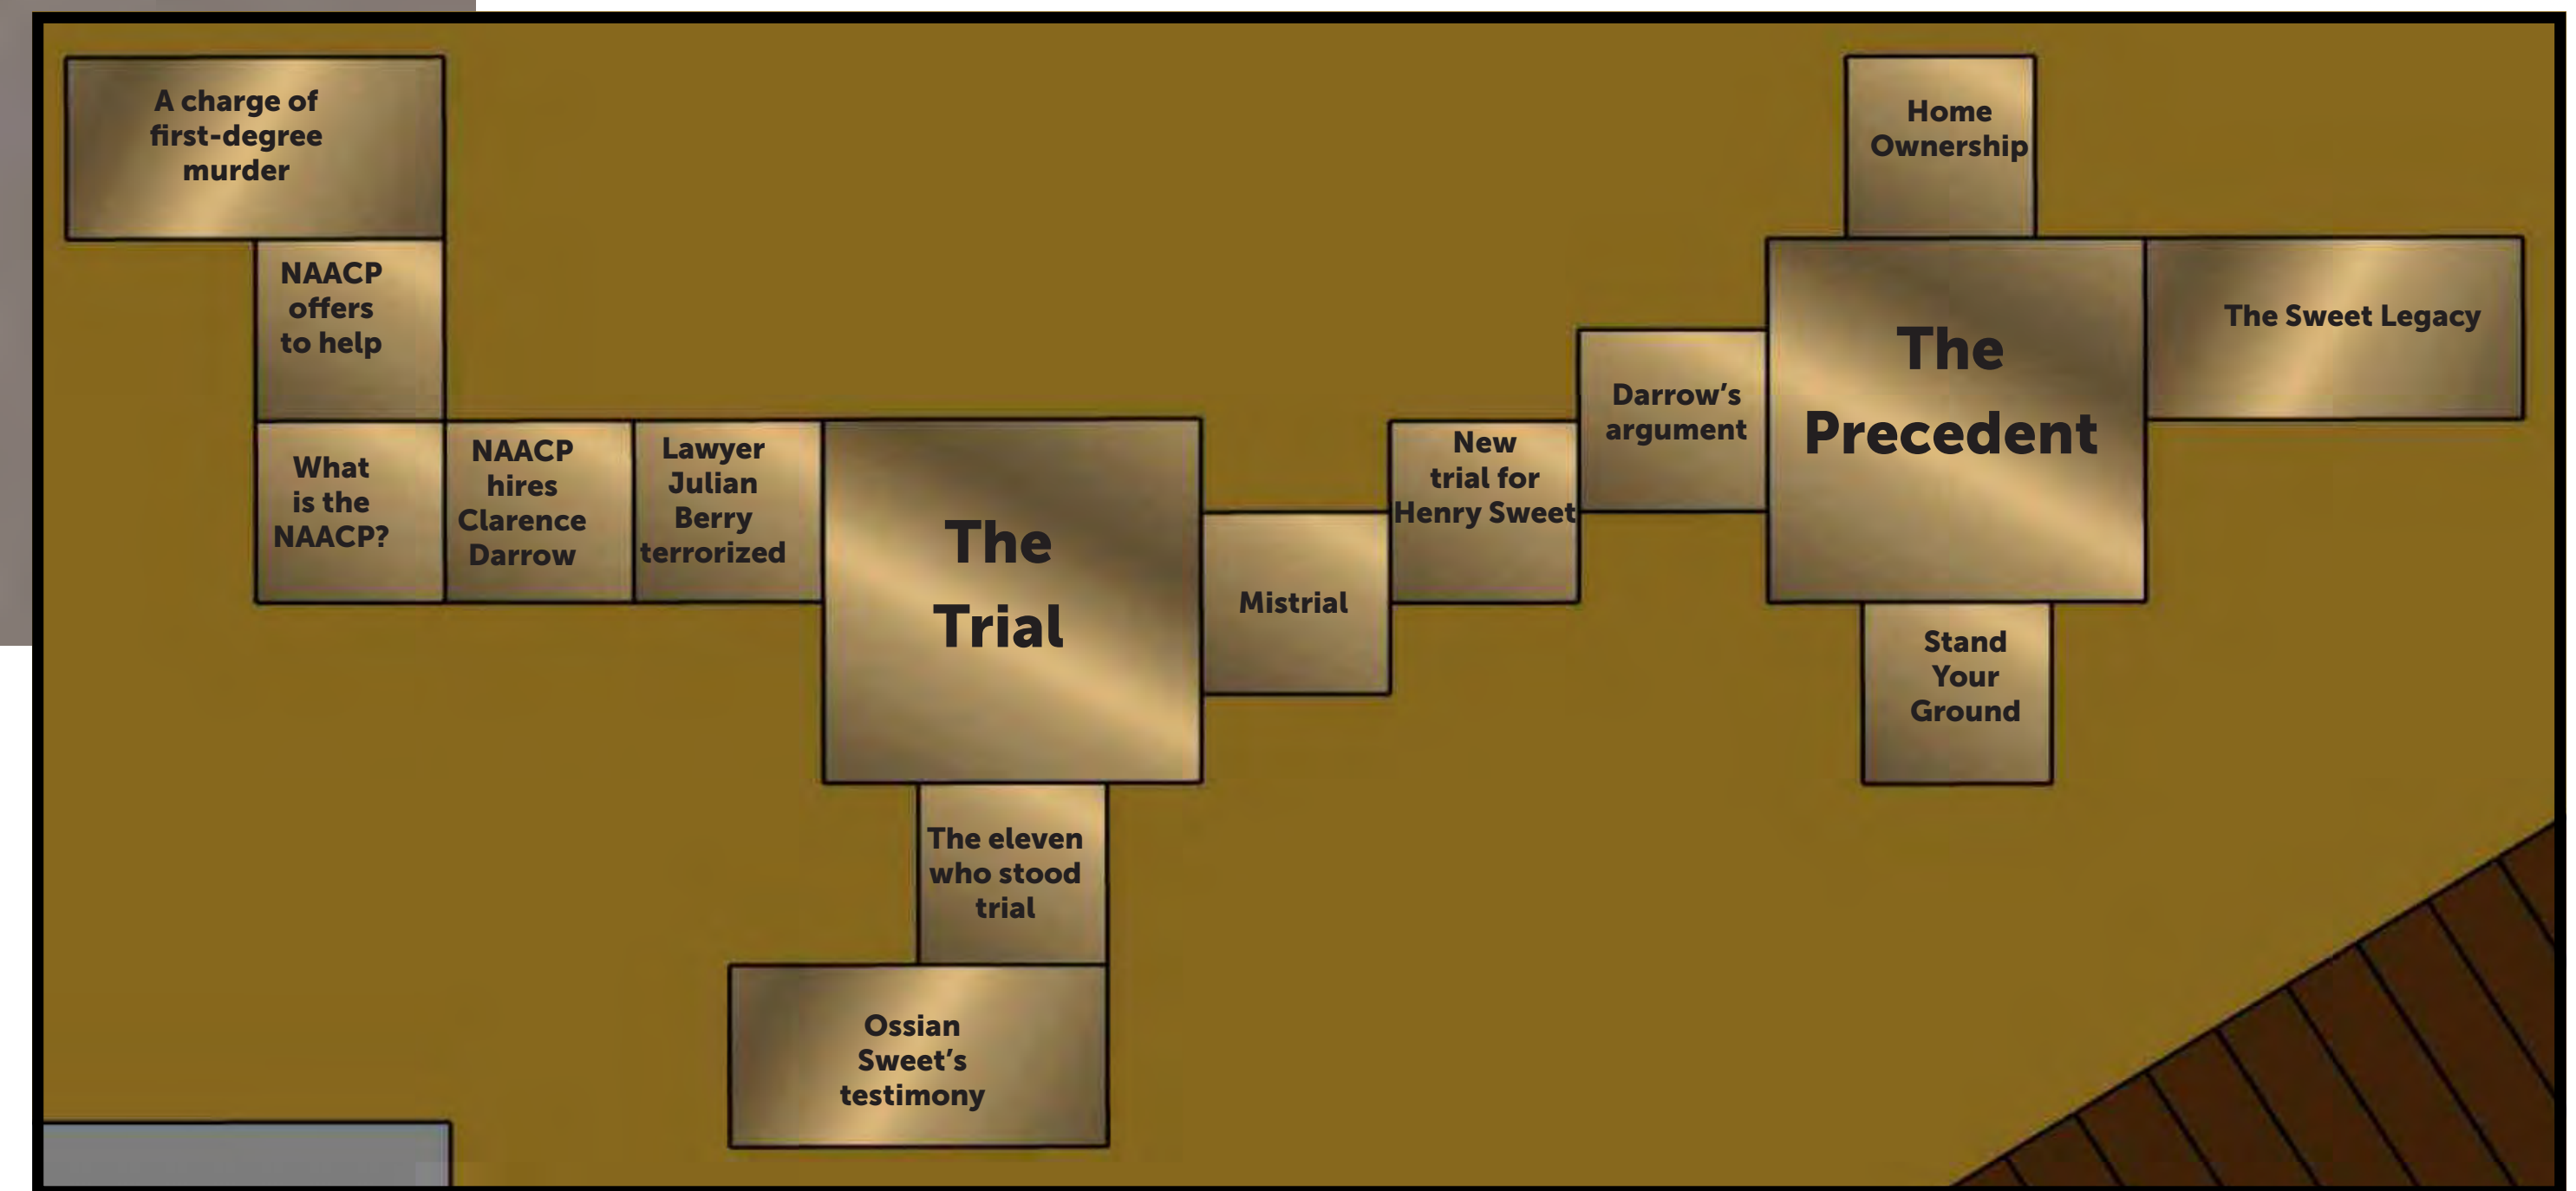 A charge of
first-degree
murder
NAACP
offers
to help
What
is the
NAACP?
NAACP
hires
Clarence
Darrow
Lawyer
Julian
Berry
terrorized
The
Trial
The eleven
who stood
trial
Ossian
Sweet’s
testimony
Mistrial
New
trial for
Henry Sweet
Darrow’s
argument
Home
Ownership
The
Precedent
The Sweet Legacy
Stand
Your
Ground